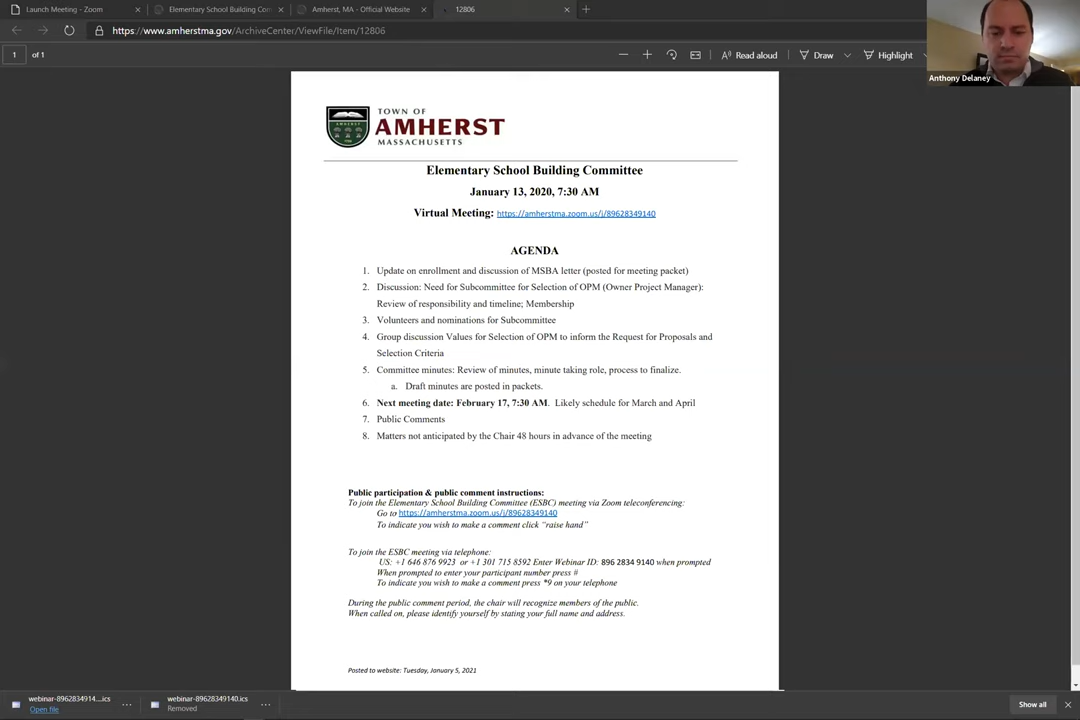 Launch Meeting - Zoom
Elementary School Building Co
Amherst, MA - Official Website
12806
https://www.amherstma.gov/ArchiveCenter/ViewFile/Item/12806
1 of 1
Read aloud
Draw
Highlight
Anthony Delaney
TOWN OF
AMHERST
MASSACHUSETTS
Elementary School Building Committee
January 13, 2020, 7:30 AM
Virtual Meeting: https://amherstma.zoom.us/j/89628349140
AGENDA
1. Update on enrollment and discussion of MSBA letter (posted for meeting packet)
2. Discussion: Need for Subcommittee for Selection of OPM (Owner Project Manager):
Review of responsibility and timeline; Membership
3. Volunteers and nominations for Subcommittee
4. Group discussion Values for Selection of OPM to inform the Request for Proposals and
Selection Criteria
5. Committee minutes: Review of minutes, minute taking role, process to finalize.
a. Draft minutes are posted in packets.
6. Next meeting date: February 17, 7:30 AM. Likely schedule for March and April
7. Public Comments
8. Matters not anticipated by the Chair 48 hours in advance of the meeting
Public participation & public comment instructions:
To join the Elementary School Building Committee (ESBC) meeting via Zoom teleconferencing:
Go to https://amherstma.zoom.us/j/89628349140
To indicate you wish to make a comment click "raise hand"
To join the ESBC meeting via telephone:
US: +1 646 876 9923 or +1 301 715 8592 Enter Webinar ID: 896 2834 9140 when prompted
When prompted to enter your participant number press #
To indicate you wish to make a comment press *9 on your telephone
During the public comment period, the chair will recognize members of the public.
When called on, please identify yourself by stating your full name and address.
Posted to website: Tuesday, January 5, 2021
webinar-8962834914....ics
Open file
webinar-89628349140.ics
Removed
Show all